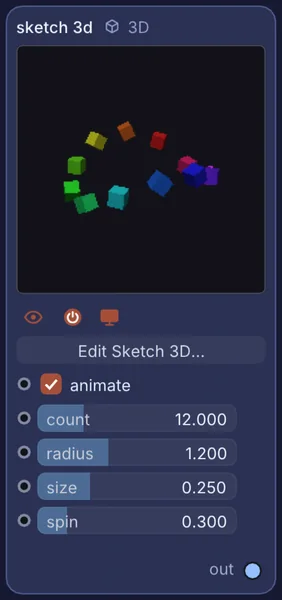 sketch 3d 3D
Edit Sketch 3D...
animate
count 12.000
radius 1.200
size 0.250
spin 0.300
out